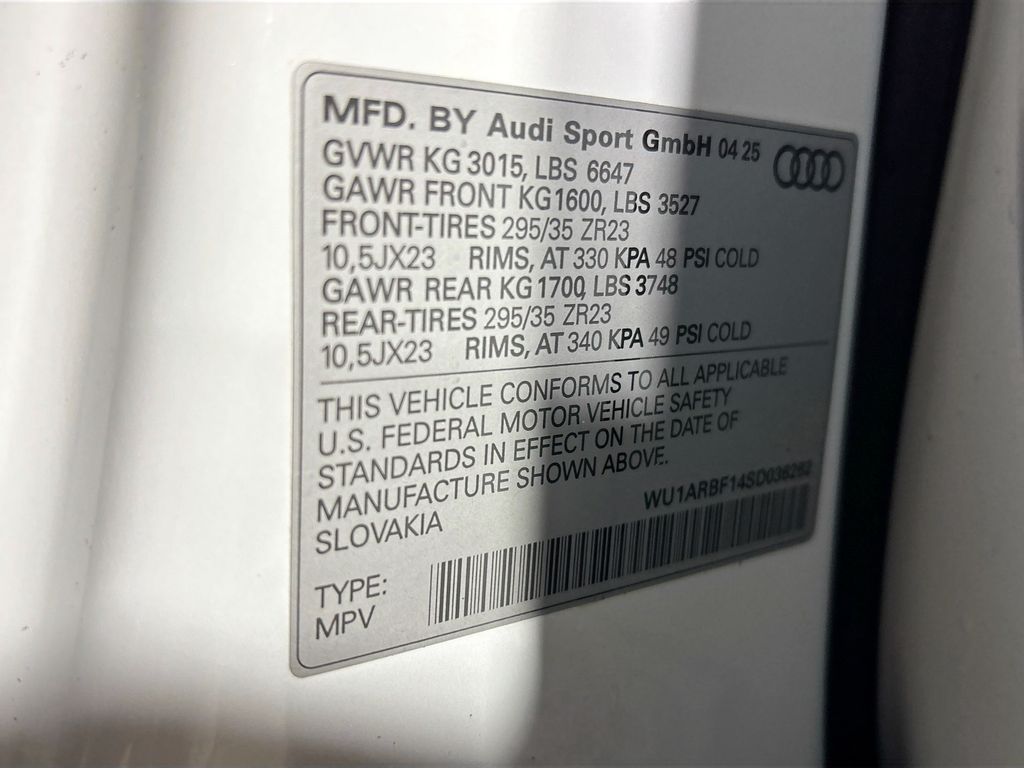 MFD. BY Audi Sport GmbH 04 25
GVWR KG 3015, LBS 6647
GAWR FRONT KG1600, LBS 3527
FRONT-TIRES 295/35 ZR23
10,5JX23 RIMS, AT 330 KPA 48 PSI COLD
GAWR REAR KG1700, LBS 3748
REAR-TIRES 295/35 ZR23
10,5JX23 RIMS, AT 340 KPA 49 PSI COLD
THIS VEHICLE CONFORMS TO ALL APPLICABLE
U.S. FEDERAL MOTOR VEHICLE SAFETY
STANDARDS IN EFFECT ON THE DATE OF
MANUFACTURE SHOWN ABOVE.
SLOVAKIA
TYPE:
MPV